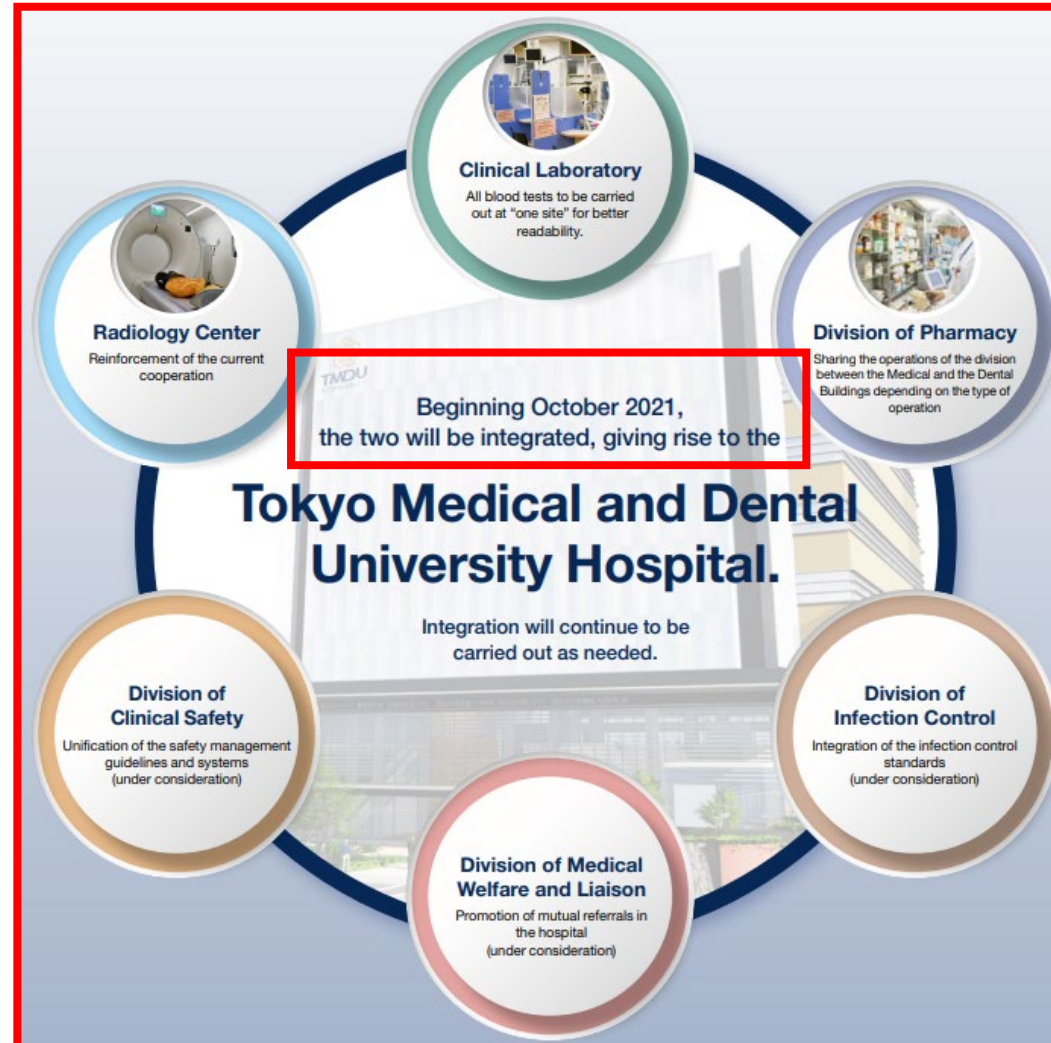 Clinical Laboratory
All blood tests to be carried
out at “one site” for better
readability.
Radiology Center
Reinforcement of the current
cooperation
Division of Pharmacy
Sharing the operations of the division
between the Medical and the Dental
Buildings depending on the type of
operation
TMDU
Beginning October 2021,
the two will be integrated, giving rise to the
Tokyo Medical and Dental
University Hospital.
Integration will continue to be
carried out as needed.
Division of
Clinical Safety
Unification of the safety management
guidelines and systems
(under consideration)
Division of
Infection Control
Integration of the infection control
standards
(under consideration)
Division of Medical
Welfare and Liaison
Promotion of mutual referrals in
the hospital
(under consideration)